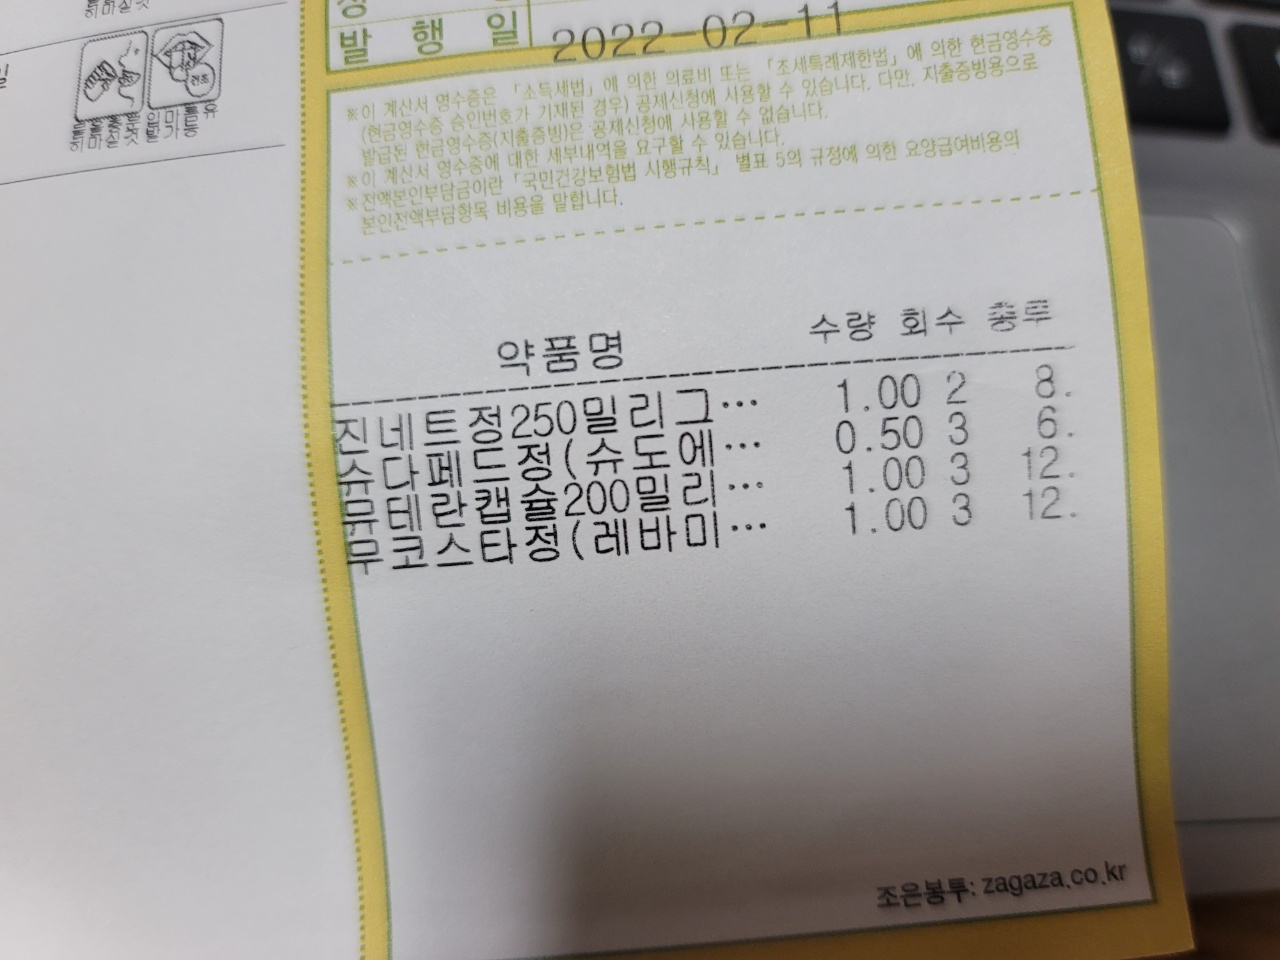 발 행 일 2022-02-11
※이 계산서 영수증은 「소득세법」에 의한 의료비 또는 「조세특례제한법」에 의한 현금영수증
(현금영수증 승인번호가 기재된 경우) 공제신청에 사용할 수 있습니다. 다만, 지출증빙용으로
발급된 현금영수증(지출증빙)은 공제신청에 사용할 수 없습니다.
※이 계산서 영수증에 대한 세부내역을 요구할 수 있습니다.
※전액본인부담금이란 「국민건강보험법 시행규칙」 별표 5의 규정에 의한 요양급여비용의
본인전액부담항목 비용을 말합니다.
약품명 수량 회수 총투
진네트정250밀리그… 1.00 2 8.
슈다페드정(슈도에… 0.50 3 6.
뮤테란캡슐200밀리… 1.00 3 12.
무코스타정(레바미… 1.00 3 12.
조은봉투: zagaza.co.kr